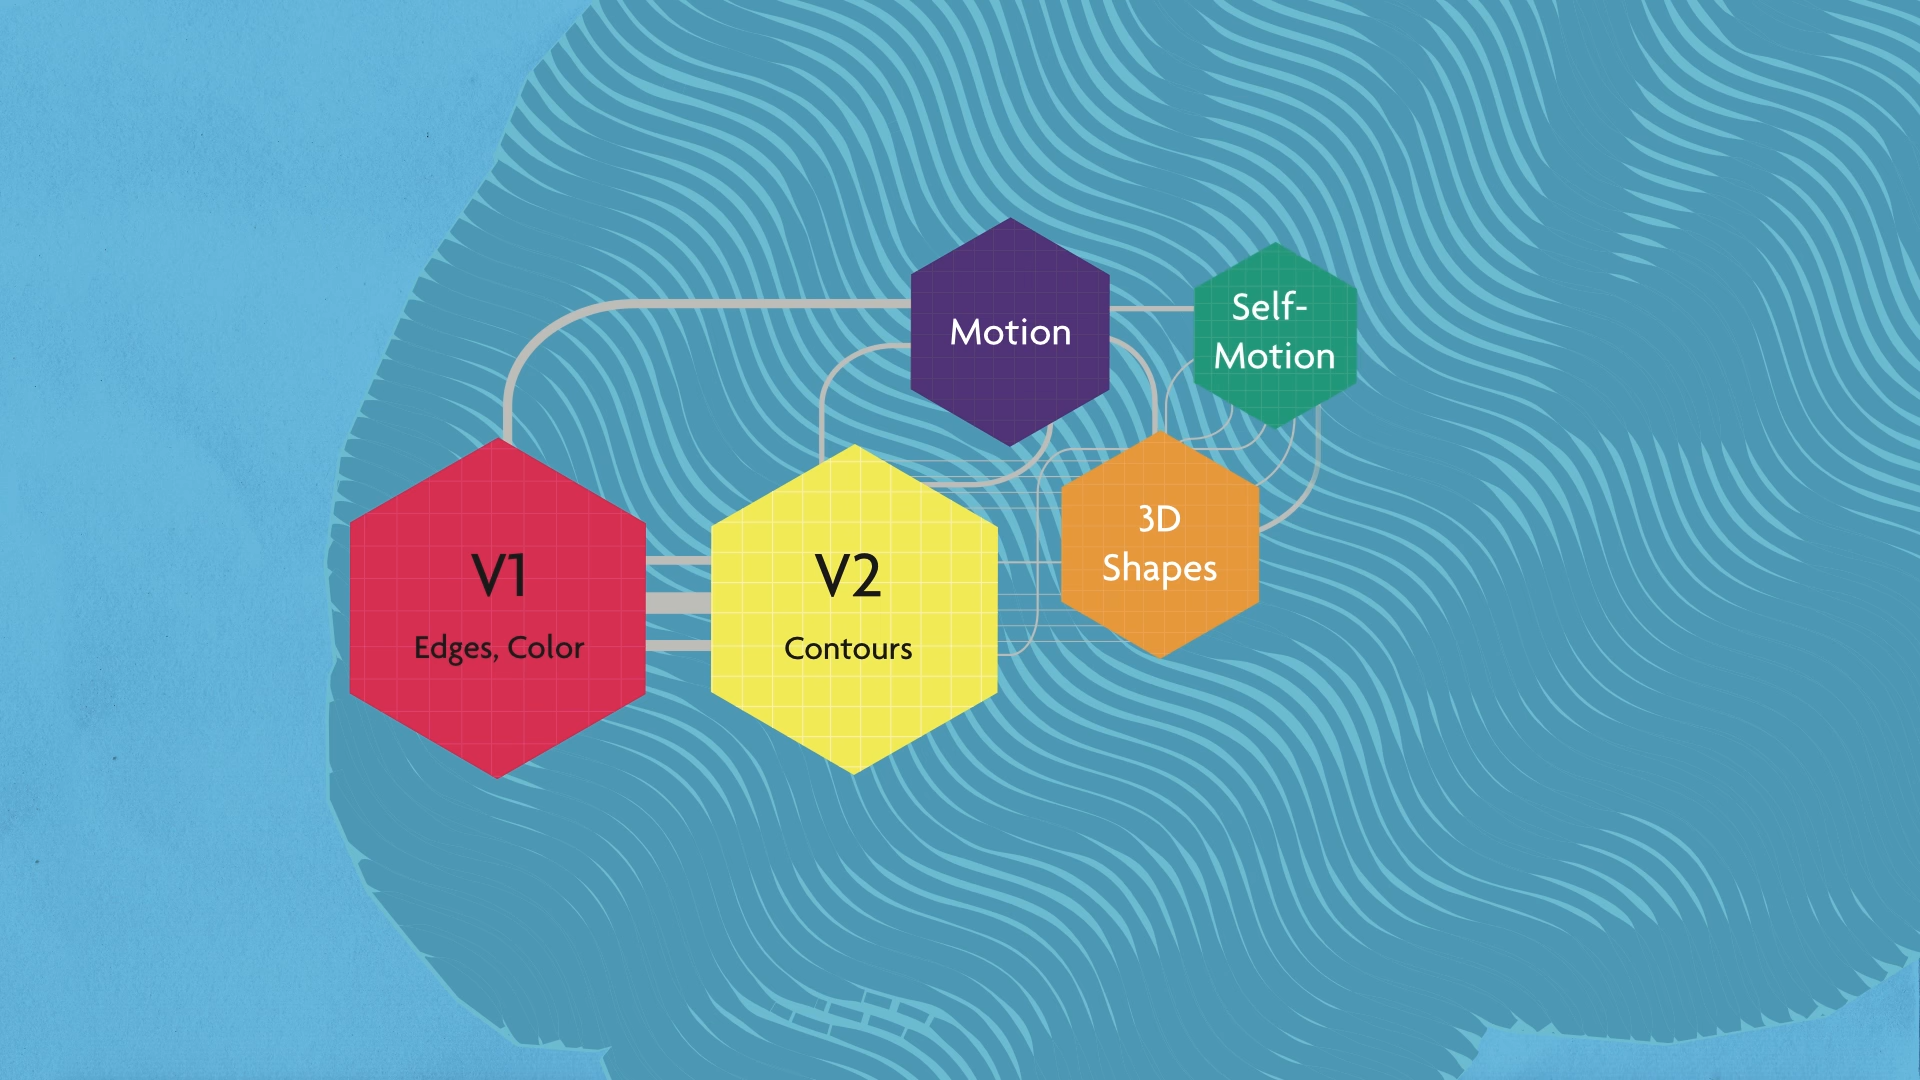 Motion
Self-
Motion
V1
Edges, Color
V2
Contours
3D
Shapes